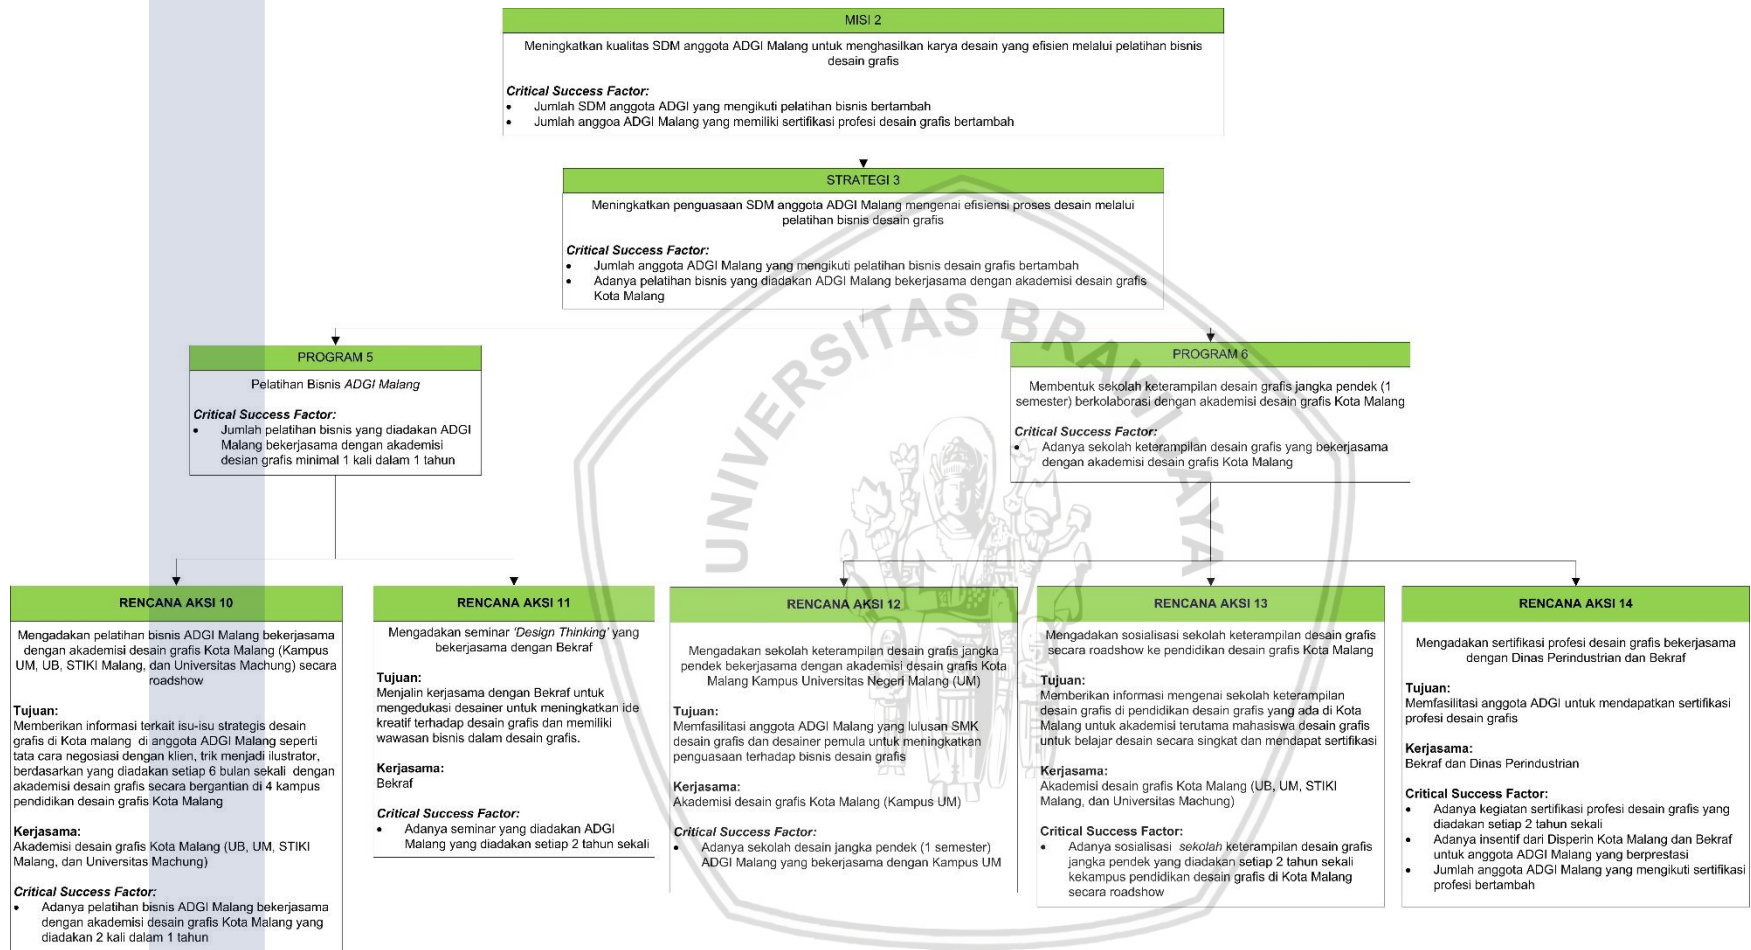 MISI 2
Meningkatkan kualitas SDM anggota ADGI Malang untuk menghasilkan karya desain yang efisien melalui pelatihan bisnis
desain grafis
Critical Success Factor:
• Jumlah SDM anggota ADGI yang mengikuti pelatihan bisnis bertambah
• Jumlah anggoa ADGI Malang yang memiliki sertifikasi profesi desain grafis bertambah
STRATEGI 3
Meningkatkan penguasaan SDM anggota ADGI Malang mengenai efisiensi proses desain melalui
pelatihan bisnis desain grafis
Critical Success Factor:
• Jumlah anggota ADGI Malang yang mengikuti pelatihan bisnis desain grafis bertambah
• Adanya pelatihan bisnis yang diadakan ADGI Malang bekerjasama dengan akademisi desain grafis
Kota Malang
UNIVERSITAS BRAWIJAYA
PROGRAM 5
Pelatihan Bisnis ADGI Malang
Critical Success Factor:
• Jumlah pelatihan bisnis yang diadakan ADGI
Malang bekerjasama dengan akademisi
desian grafis minimal 1 kali dalam 1 tahun
PROGRAM 6
Membentuk sekolah keterampilan desain grafis jangka pendek (1
semester) berkolaborasi dengan akademisi desain grafis Kota Malang
Critical Success Factor:
• Adanya sekolah keterampilan desain grafis yang bekerjasama
dengan akademisi desain grafis Kota Malang
RENCANA AKSI 10
Mengadakan pelatihan bisnis ADGI Malang bekerjasama
dengan akademisi desain grafis Kota Malang (Kampus
UM, UB, STIKI Malang, dan Universitas Machung) secara
roadshow
Tujuan:
Memberikan informasi terkait isu-isu strategis desain
grafis di Kota malang di anggota ADGI Malang seperti
tata cara negosiasi dengan klien, trik menjadi ilustrator,
berdasarkan yang diadakan setiap 6 bulan sekali dengan
akademisi desain grafis secara bergantian di 4 kampus
pendidikan desain grafis Kota Malang
Kerjasama:
Akademisi desain grafis Kota Malang (UB, UM, STIKI
Malang, dan Universitas Machung)
Critical Success Factor:
• Adanya pelatihan bisnis ADGI Malang bekerjasama
dengan akademisi desain grafis Kota Malang yang
diadakan 2 kali dalam 1 tahun
RENCANA AKSI 11
Mengadakan seminar 'Design Thinking' yang
bekerjasama dengan Bekraf
Tujuan:
Menjalin kerjasama dengan Bekraf untuk
mengedukasi desainer untuk meningkatkan ide
kreatif terhadap desain grafis dan memiliki
wawasan bisnis dalam desain grafis.
Kerjasama:
Bekraf
Critical Success Factor:
• Adanya seminar yang diadakan ADGI
Malang yang diadakan setiap 2 tahun sekali
RENCANA AKSI 12
Mengadakan sekolah keterampilan desain grafis jangka
pendek bekerjasama dengan akademisi desain grafis Kota
Malang Kampus Universitas Negeri Malang (UM)
Tujuan:
Memfasilitasi anggota ADGI Malang yang lulusan SMK
desain grafis dan desainer pemula untuk meningkatkan
penguasaan terhadap bisnis desain grafis
Kerjasama:
Akademisi desain grafis Kota Malang (Kampus UM)
Critical Success Factor:
• Adanya sekolah desain jangka pendek (1 semester)
ADGI Malang yang bekerjasama dengan Kampus UM
RENCANA AKSI 13
Mengadakan sosialisasi sekolah keterampilan desain grafis
secara roadshow ke pendidikan desain grafis Kota Malang
Tujuan:
Memberikan informasi mengenai sekolah keterampilan
desain grafis di pendidikan desain grafis yang ada di Kota
Malang untuk akademisi terutama mahasiswa desain grafis
untuk belajar desain secara singkat dan mendapat sertifikasi
Kerjasama:
Akademisi desain grafis Kota Malang (UB, UM, STIKI
Malang, dan Universitas Machung)
Critical Success Factor:
• Adanya sosialisasi sekolah keterampilan desain grafis
jangka pendek yang diadakan setiap 2 tahun sekali
kekampus pendidikan desain grafis di Kota Malang
secara roadshow
RENCANA AKSI 14
Mengadakan sertifikasi profesi desain grafis bekerjasama
dengan Dinas Perindustrian dan Bekraf
Tujuan:
Memfasilitasi anggota ADGI untuk mendapatkan sertifikasi
profesi desain grafis
Kerjasama:
Bekraf dan Dinas Perindustrian
Critical Success Factor:
• Adanya kegiatan sertifikasi profesi desain grafis yang
diadakan setiap 2 tahun sekali
• Adanya insentif dari Disperin Kota Malang dan Bekraf
untuk anggota ADGI Malang yang berprestasi
• Jumlah anggota ADGI Malang yang mengikuti sertifikasi
profesi bertambah